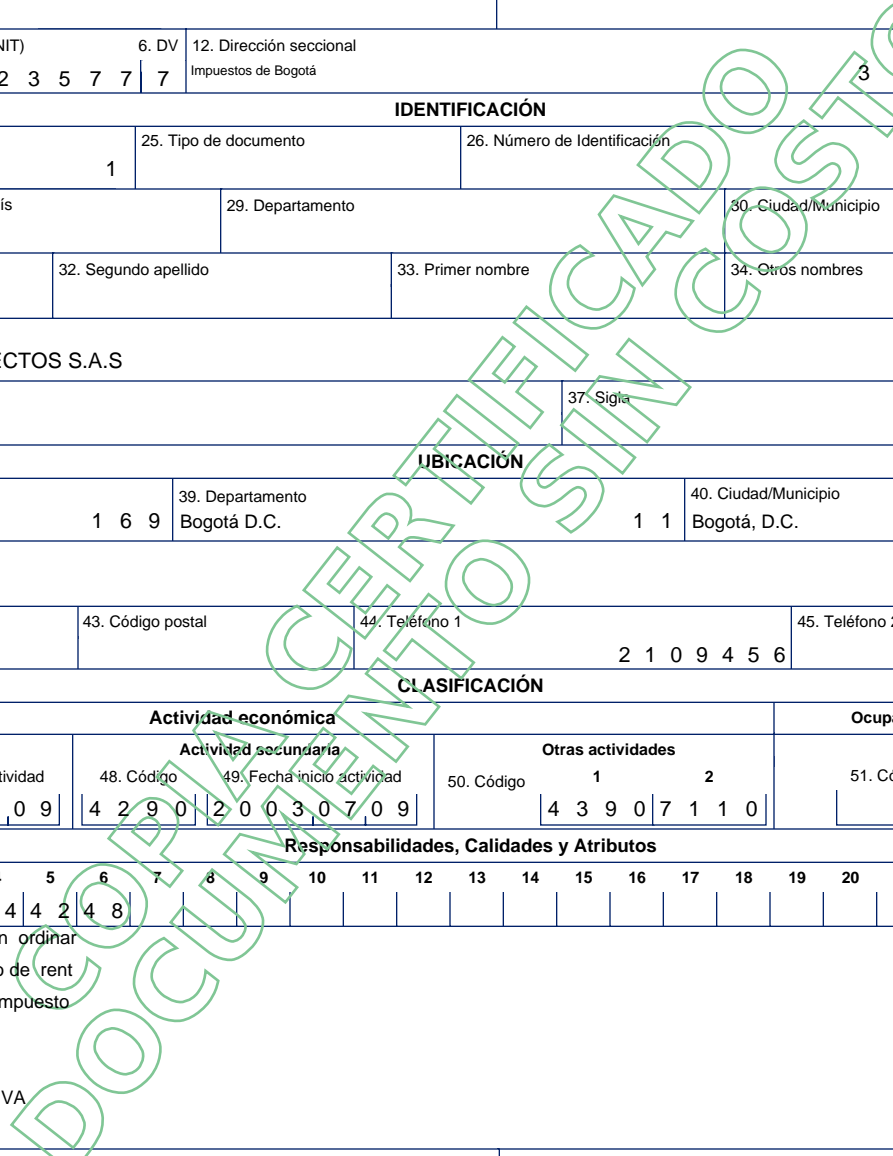 NIT) 6. DV 12. Dirección seccional
2 3 5 7 7 7 Impuestos de Bogotá 3
IDENTIFICACIÓN
25. Tipo de documento 26. Número de Identificación
1
ís 29. Departamento 30. Ciudad/Municipio
32. Segundo apellido 33. Primer nombre 34. Otros nombres
ECTOS S.A.S
37. Sigla
UBICACIÓN
39. Departamento 40. Ciudad/Municipio
1 6 9 Bogotá D.C. 1 1 Bogotá, D.C.
43. Código postal 44. Teléfono 1 45. Teléfono 2
2 1 0 9 4 5 6
CLASIFICACIÓN
Actividad económica Ocupa
Actividad secundaria Otras actividades
tividad 48. Código 49. Fecha inicio actividad 50. Código 1 2 51. Có
0 9 4 2 9 0 2 0 0 3 0 7 0 9 4 3 9 0 7 1 1 0
Responsabilidades, Calidades y Atributos
5 6 7 8 9 10 11 12 13 14 15 16 17 18 19 20
4 4 2 4 8
n ordinar
o de rent
mpuesto
VA
COPIA CERTIFICADO
DOCUMENTO SIN COSTO